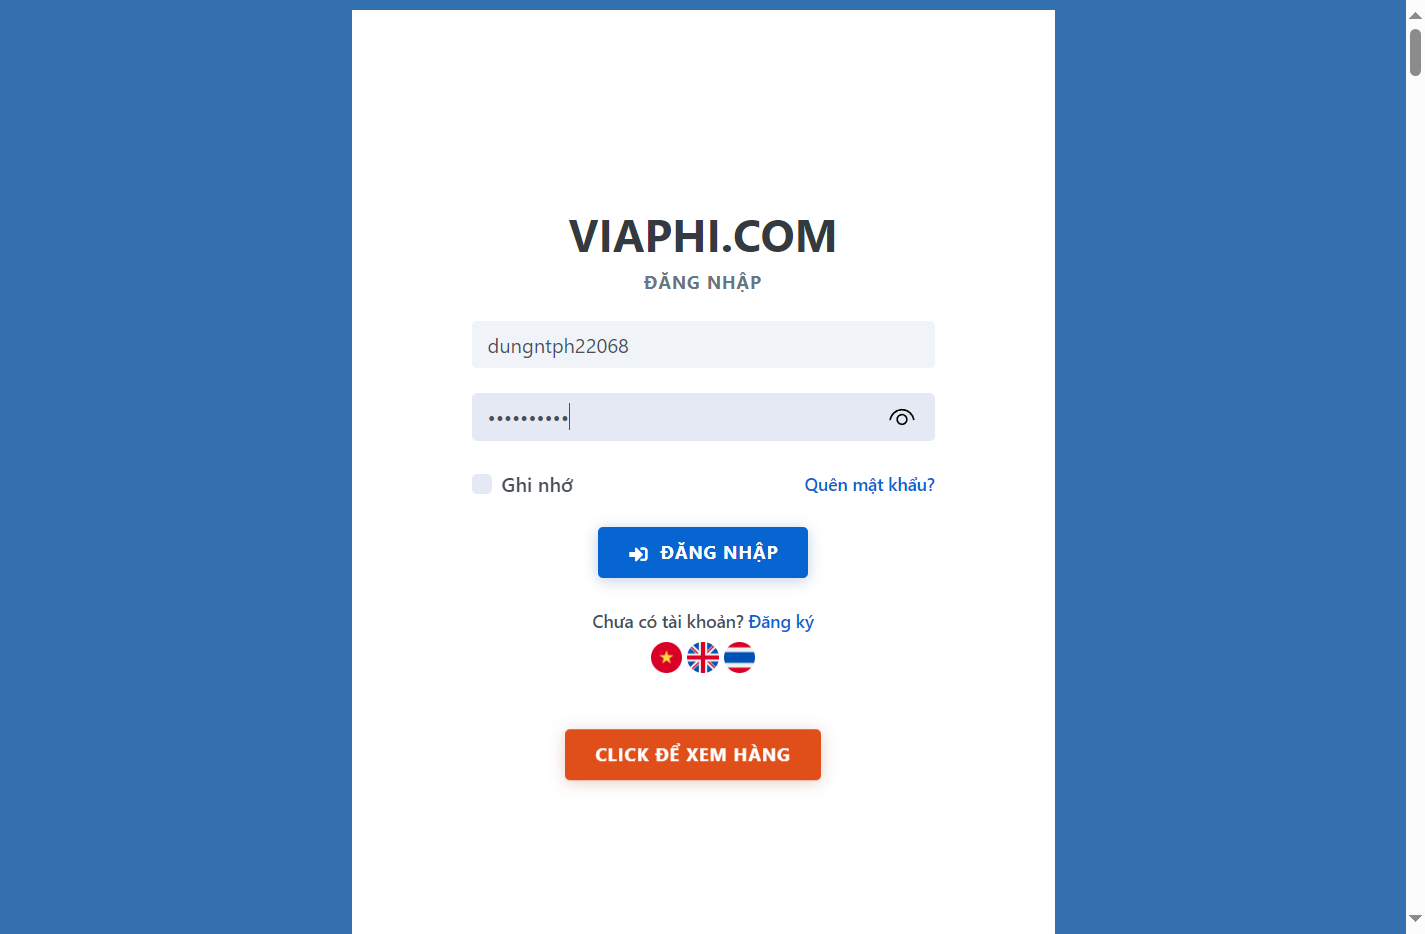 VIAPHI.COM
ĐĂNG NHẬP
dungntph22068
••••••••••
Ghi nhớ
Quên mật khẩu?
ĐĂNG NHẬP
Chưa có tài khoản? Đăng ký
CLICK ĐỂ XEM HÀNG